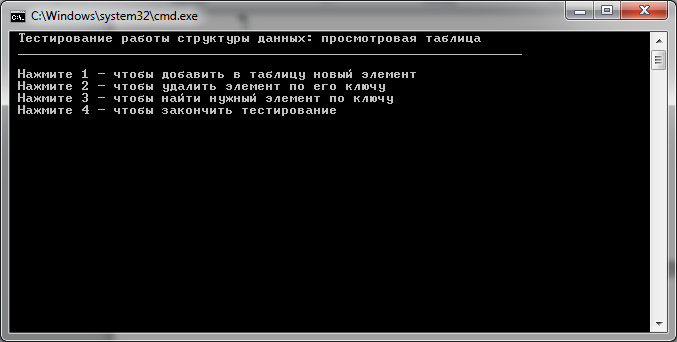 C:\Windows\system32\cmd.exe
Тестирование работы структуры данных: просмотровая таблица
Нажмите 1 - чтобы добавить в таблицу новый элемент
Нажмите 2 - чтобы удалить элемент по его ключу
Нажмите 3 - чтобы найти нужный элемент по ключу
Нажмите 4 - чтобы закончить тестирование